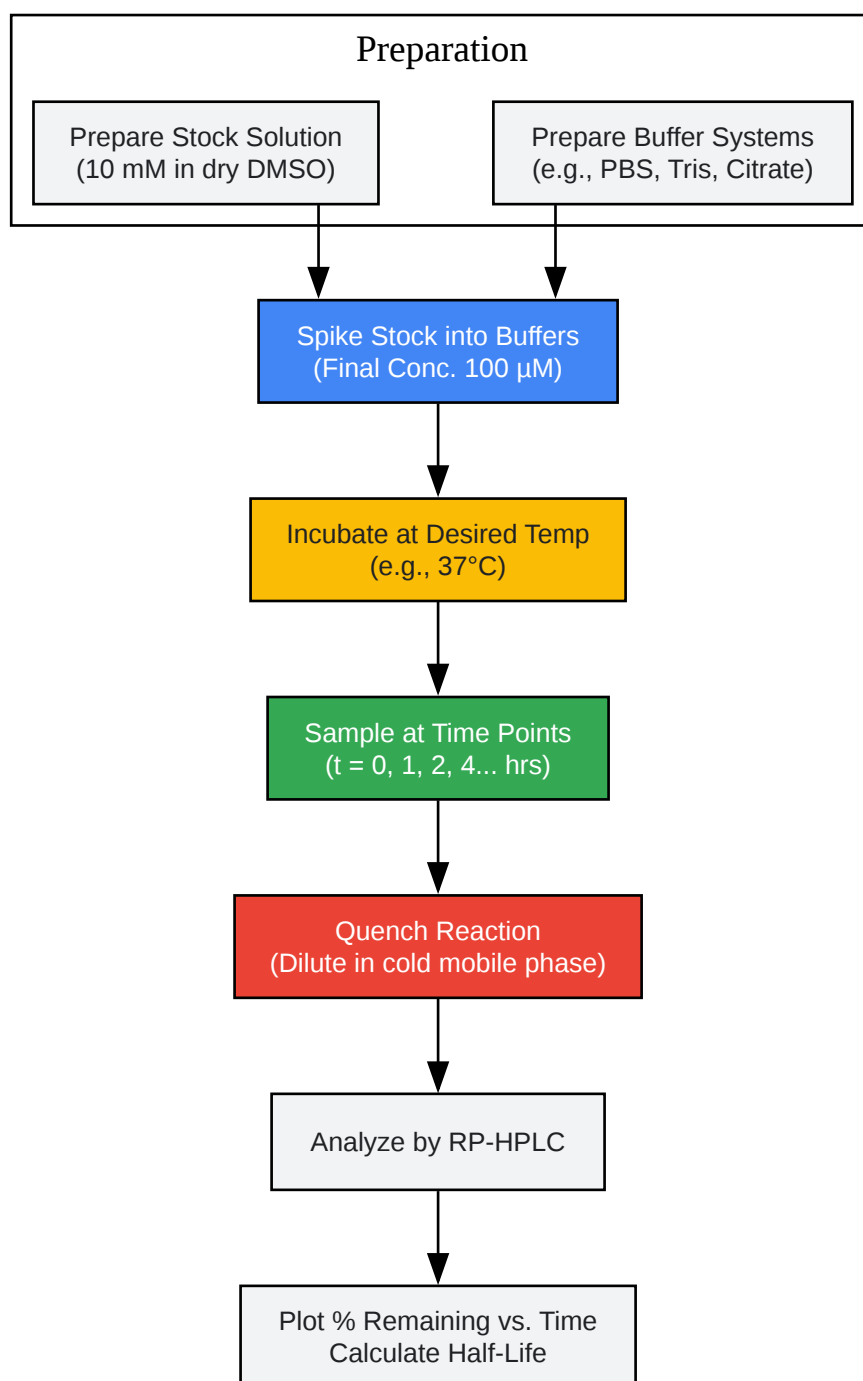 Preparation
Prepare Stock Solution
(10 mM in dry DMSO)
Prepare Buffer Systems
(e.g., PBS, Tris, Citrate)
Spike Stock into Buffers
(Final Conc. 100 µM)
Incubate at Desired Temp
(e.g., 37°C)
Sample at Time Points
(t = 0, 1, 2, 4... hrs)
Quench Reaction
(Dilute in cold mobile phase)
Analyze by RP-HPLC
Plot % Remaining vs. Time
Calculate Half-Life